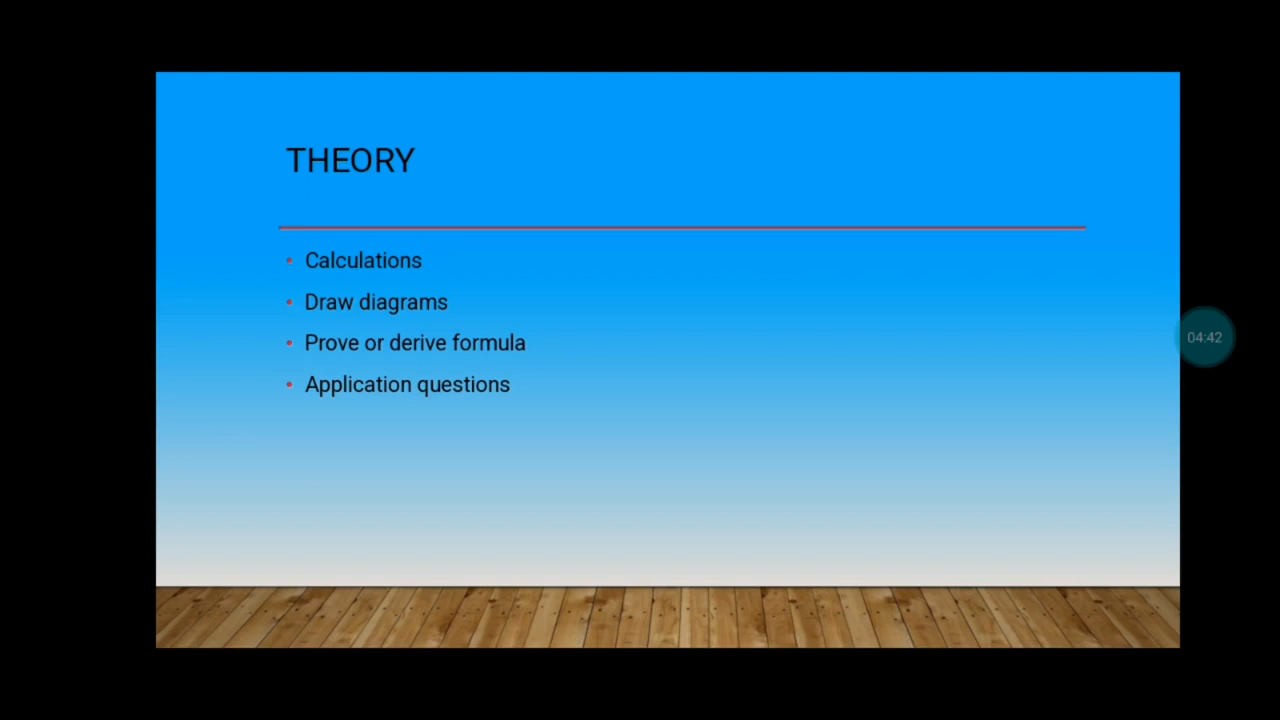 THEORY
• Calculations
• Draw diagrams
• Prove or derive formula
• Application questions
04:42